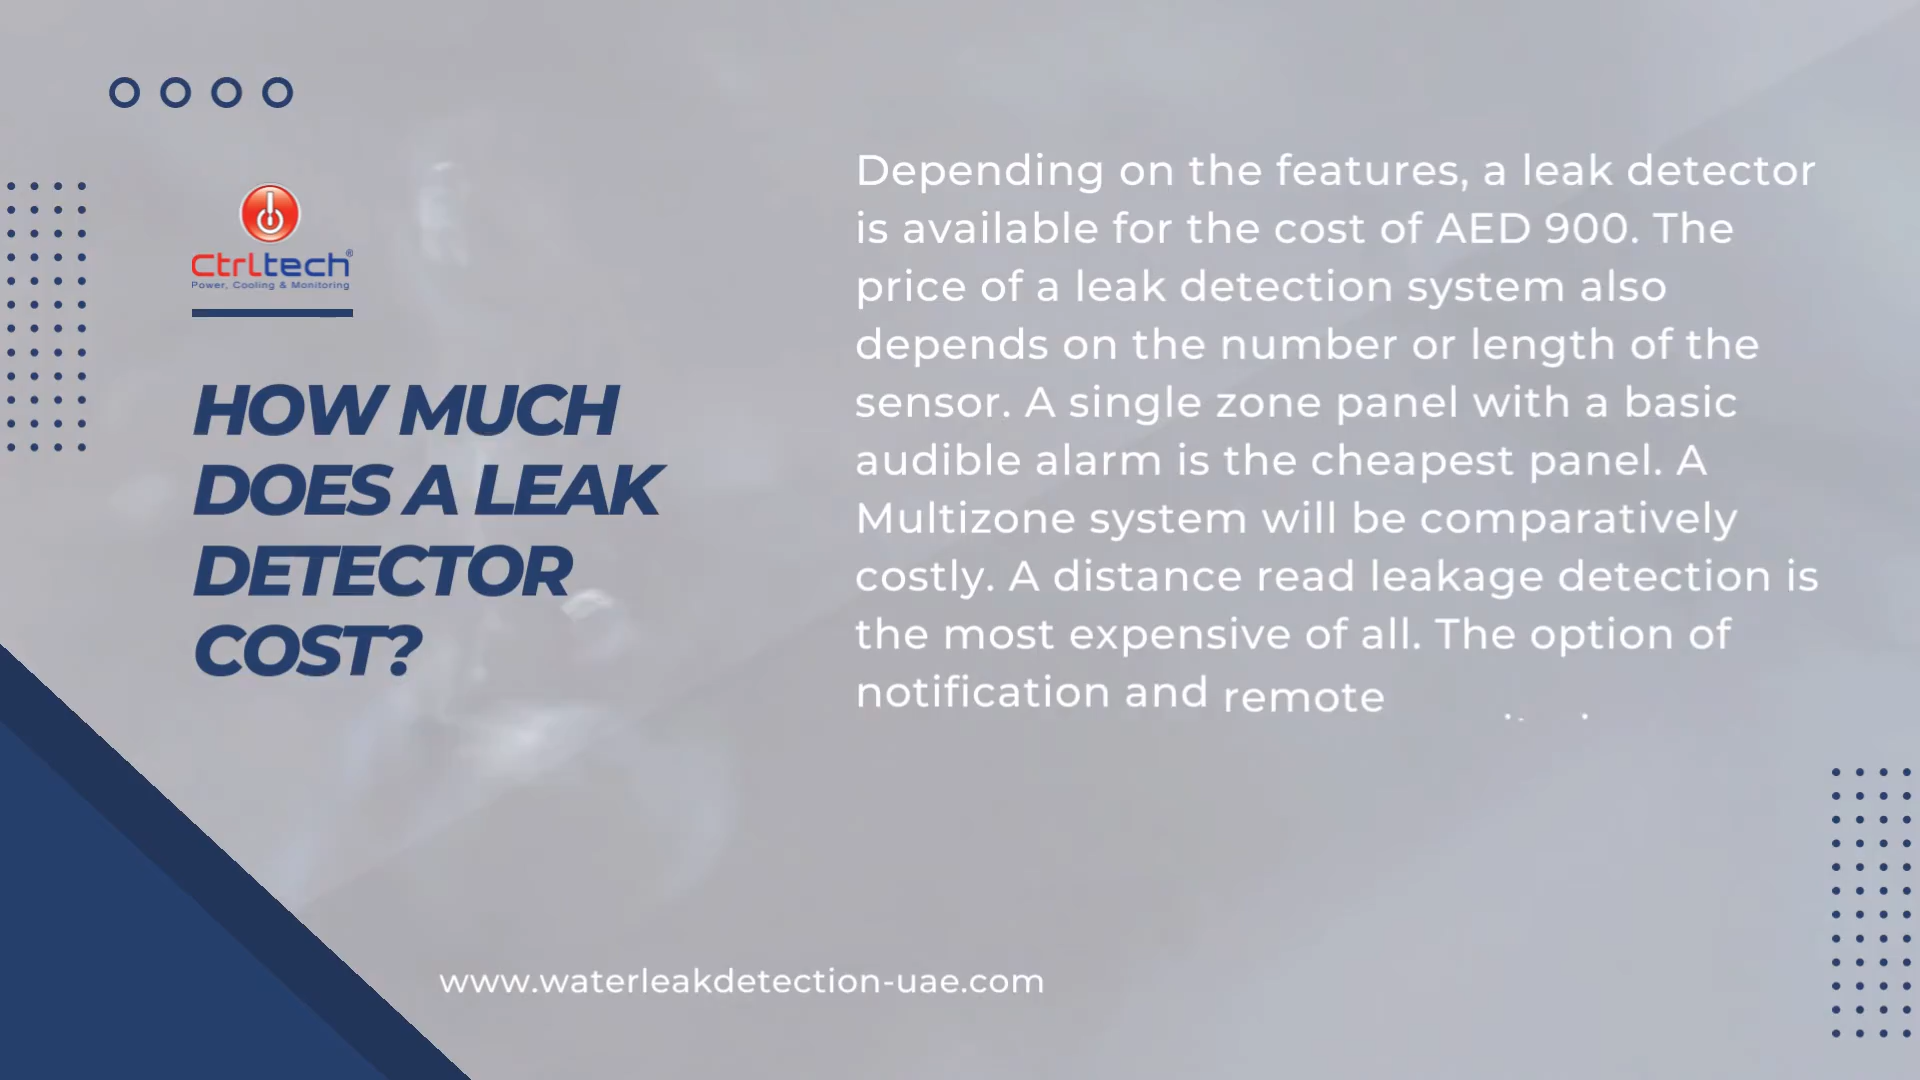 Ctrltech®
Power, Cooling & Monitoring
HOW MUCH
DOES A LEAK
DETECTOR
COST?
Depending on the features, a leak detector
is available for the cost of AED 900. The
price of a leak detection system also
depends on the number or length of the
sensor. A single zone panel with a basic
audible alarm is the cheapest panel. A
Multizone system will be comparatively
costly. A distance read leakage detection is
the most expensive of all. The option of
notification and remote
www.waterleakdetection-uae.com